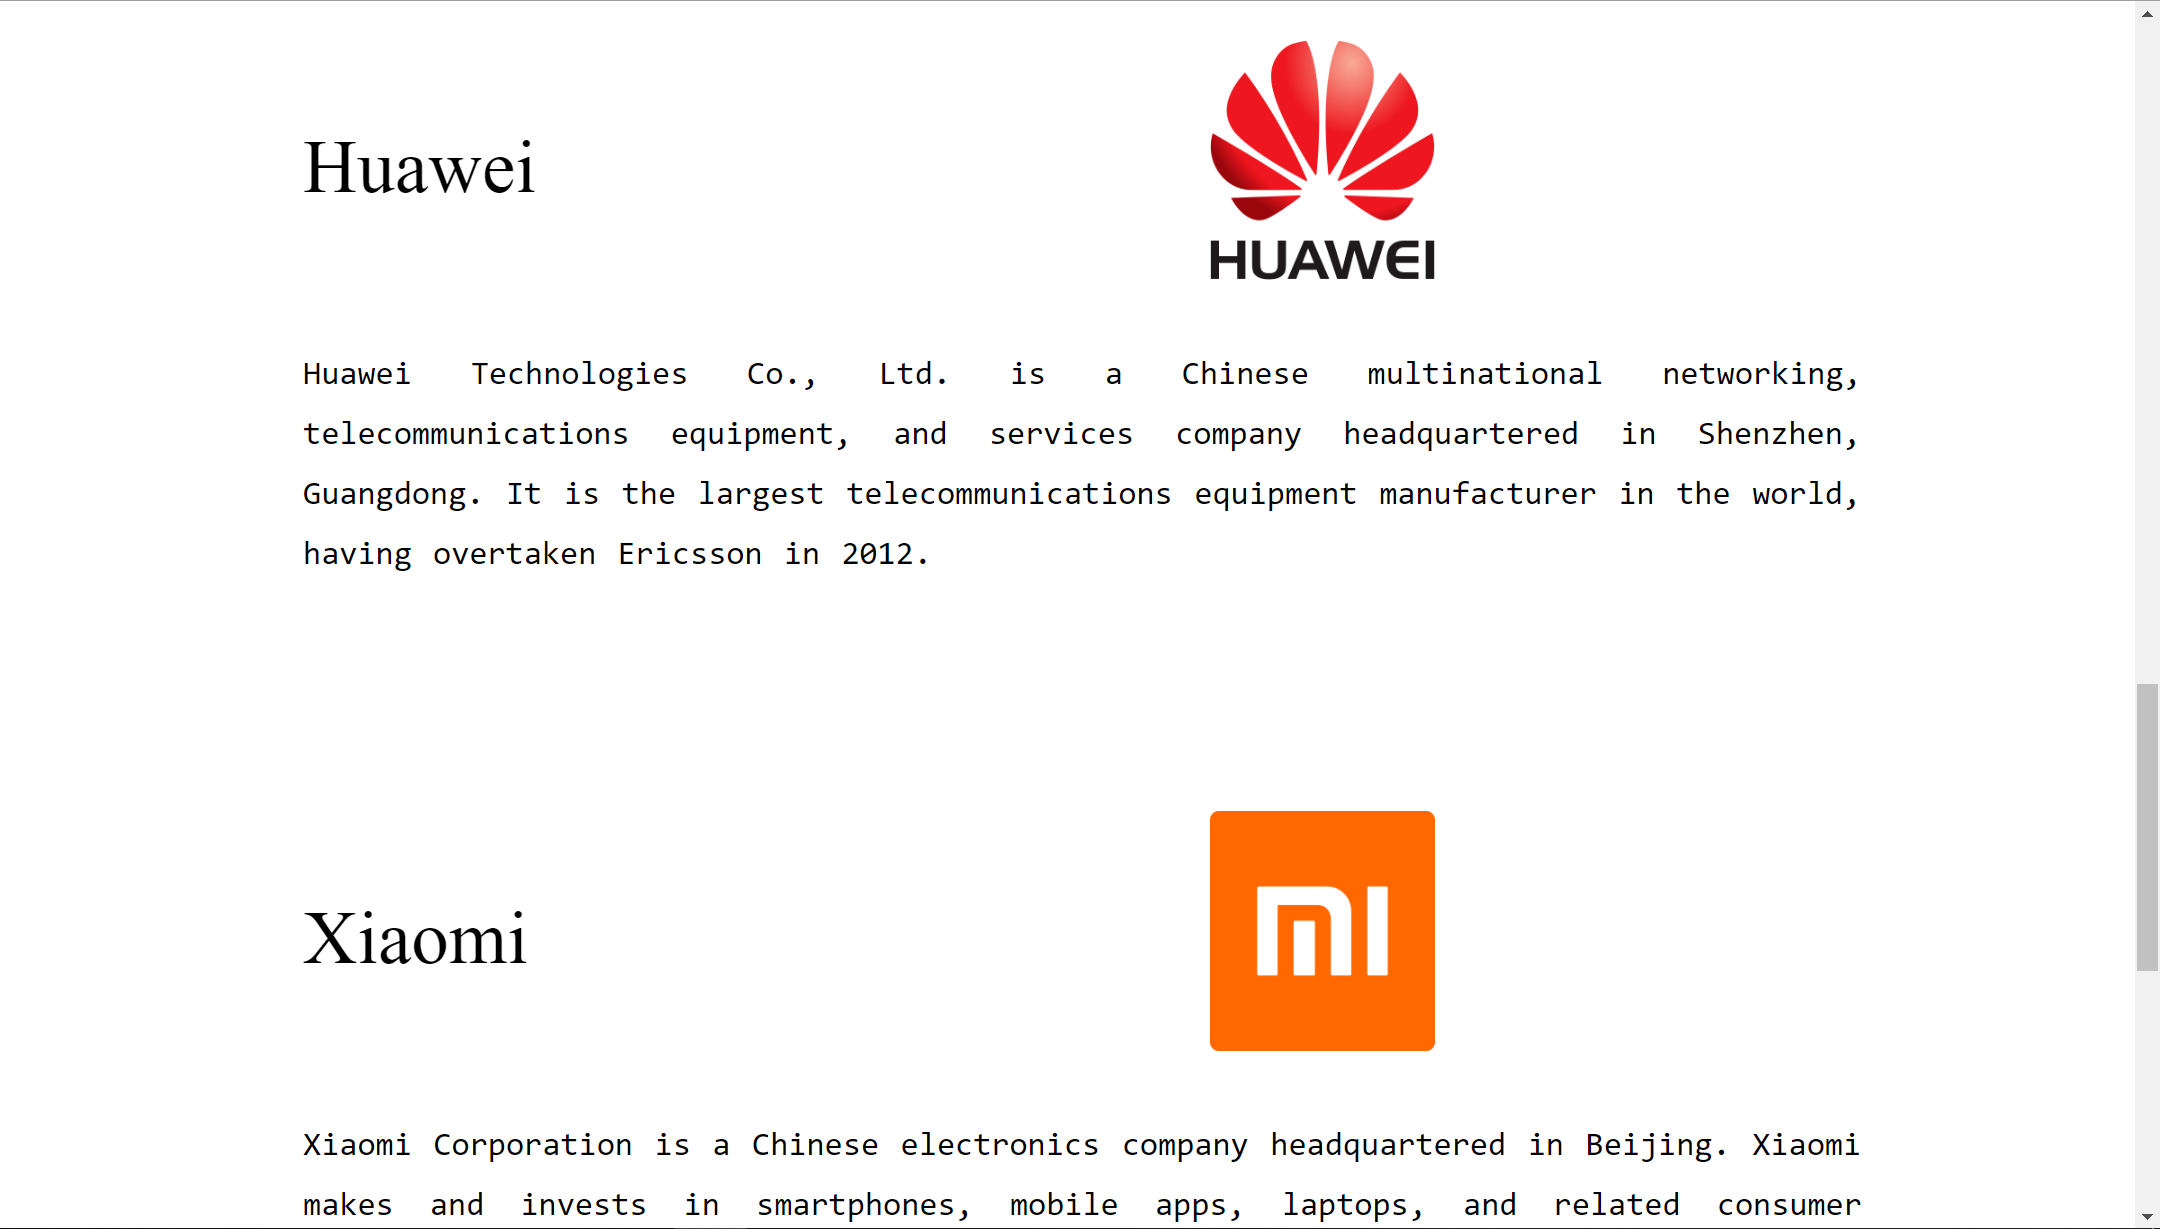 Huawei
HUAWEI
Huawei Technologies Co., Ltd. is a Chinese multinational networking,
telecommunications equipment, and services company headquartered in Shenzhen,
Guangdong. It is the largest telecommunications equipment manufacturer in the world,
having overtaken Ericsson in 2012.
Xiaomi
mi
Xiaomi Corporation is a Chinese electronics company headquartered in Beijing. Xiaomi
makes and invests in smartphones, mobile apps, laptops, and related consumer